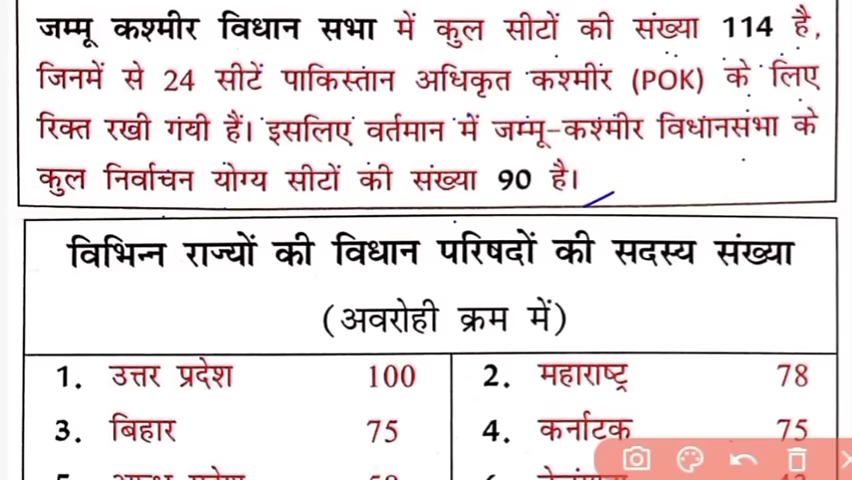 जम्मू कश्मीर विधान सभा में कुल सीटों की संख्या 114 है,
जिनमें से 24 सीटें पाकिस्तान अधिकृत कश्मीर (POK) के लिए
रिक्त रखी गयी हैं। इसलिए वर्तमान में जम्मू-कश्मीर विधानसभा के
कुल निर्वाचन योग्य सीटों की संख्या 90 है।
विभिन्न राज्यों की विधान परिषदों की सदस्य संख्या
(अवरोही क्रम में)
1. उत्तर प्रदेश 100 2. महाराष्ट्र 78
3. बिहार 75 4. कर्नाटक 75